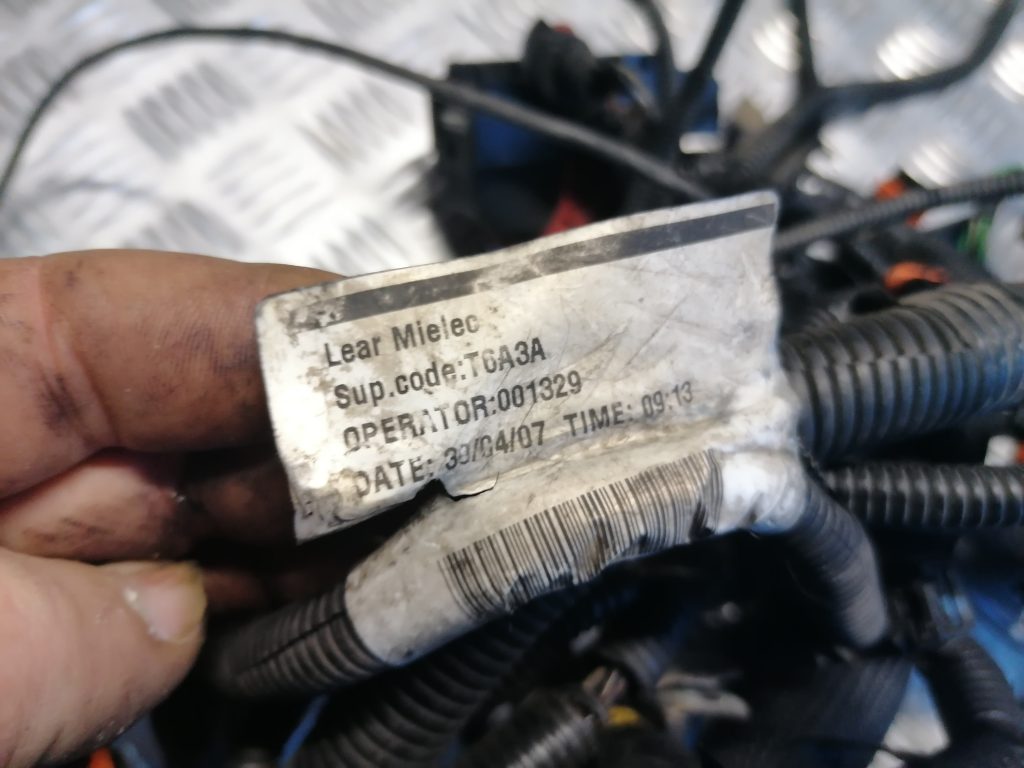 Lear Mielec
Sup.code:T6A3A
OPERATOR:001329
DATE: 30/04/07 TIME: 09:13